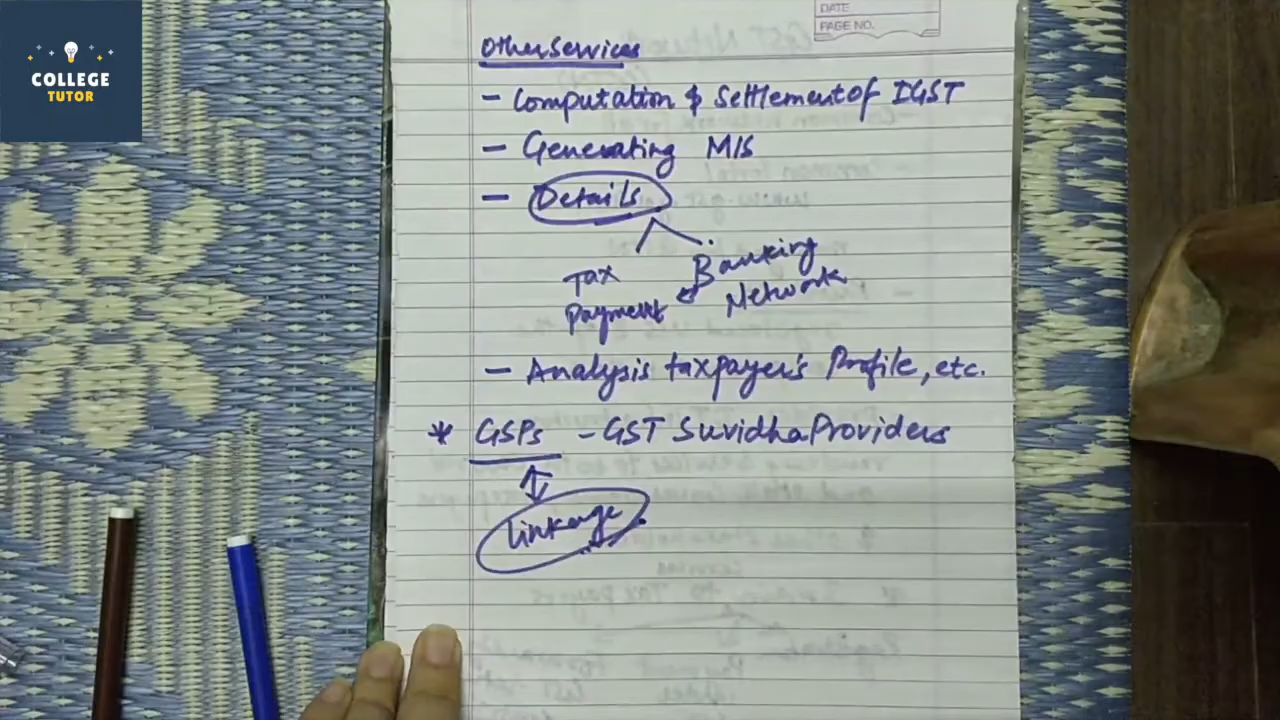 COLLEGE
TUTOR
DATE
PAGE NO.
Other Services
- Computation & Settlement of IGST
- Generating MIS
- Details
Tax Payment
Banking Network
- Analysis taxpayer's Profile, etc.
* GSPs - GST Suvidha Providers
Linkage